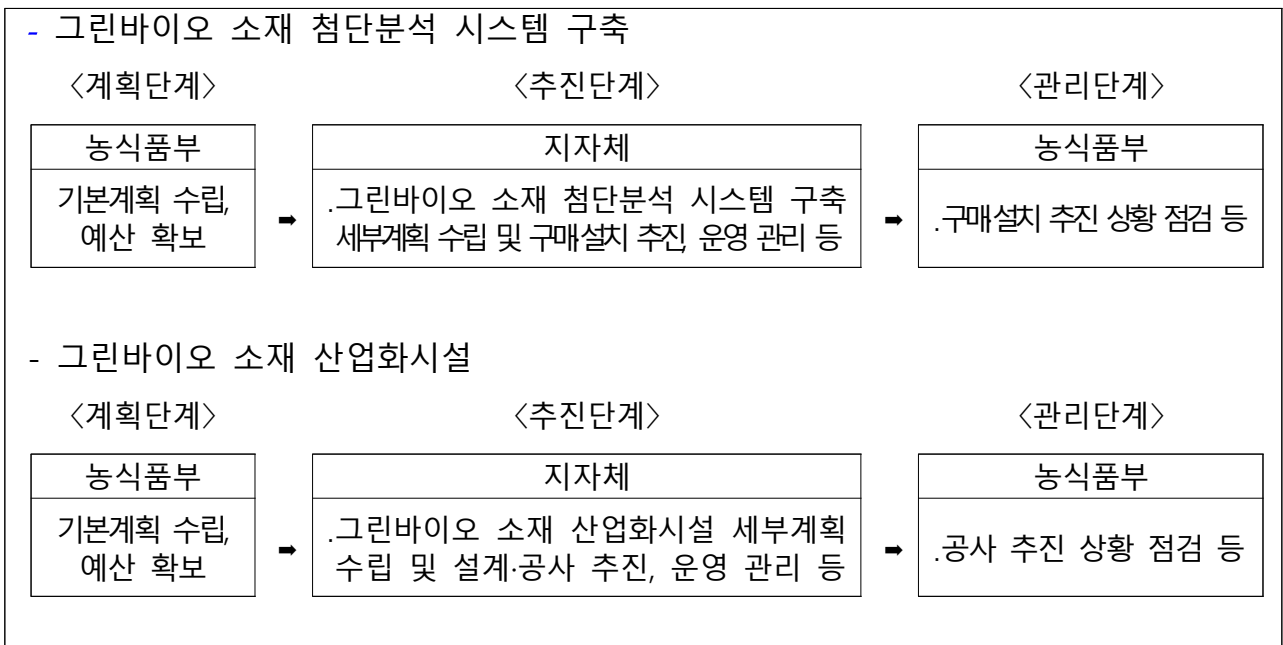 - 그린바이오 소재 첨단분석 시스템 구축
〈계획단계〉 〈추진단계〉 〈관리단계〉
농식품부 지자체 농식품부
기본계획 수립, .그린바이오 소재 첨단분석 시스템 구축
➡ ➡ .구매·설치 추진 상황 점검 등
예산 확보 세부계획 수립 및 구매·설치 추진, 운영 관리 등
- 그린바이오 소재 산업화시설
〈계획단계〉 〈추진단계〉 〈관리단계〉
농식품부 지자체 농식품부
기본계획 수립, .그린바이오 소재 산업화시설 세부계획
➡ ➡ .공사 추진 상황 점검 등
예산 확보 수립 및 설계·공사 추진, 운영 관리 등